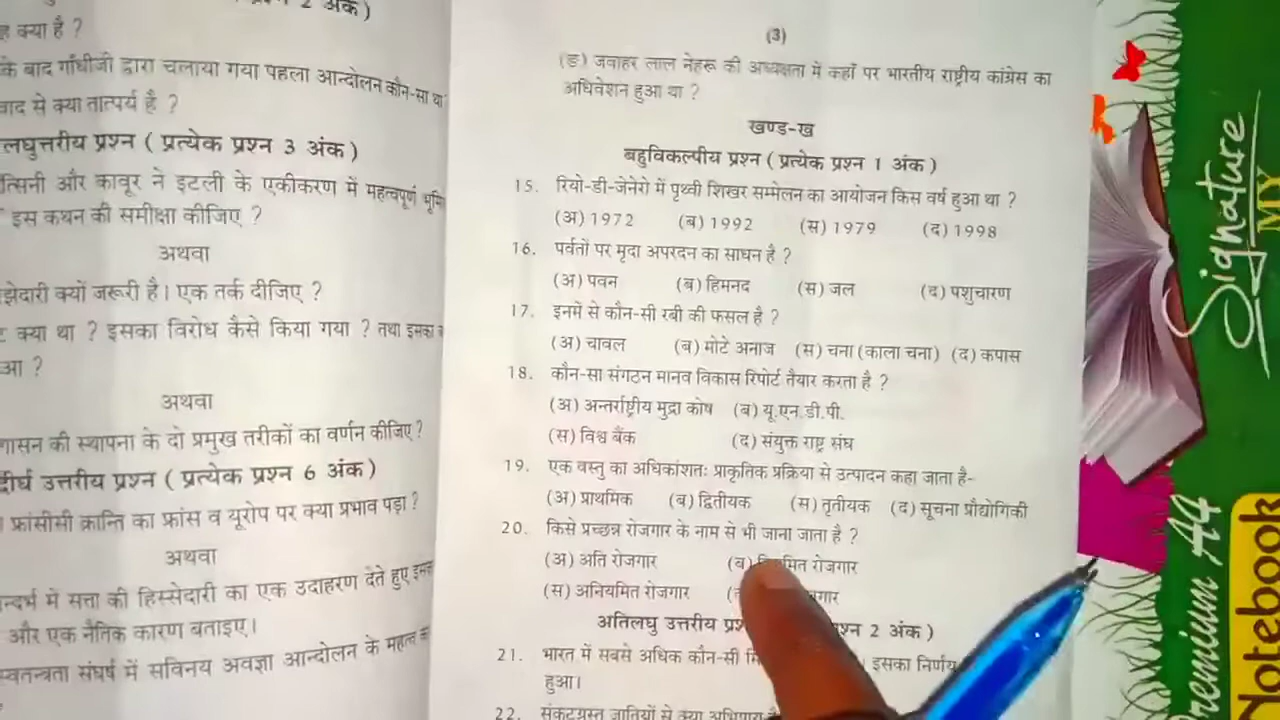 2 अंक)
क्या है ?
के बाद गाँधीजी द्वारा चलाया गया पहला आन्दोलन कौन-सा था
वाद से क्या तात्पर्य है ?
लघुत्तरीय प्रश्न ( प्रत्येक प्रश्न 3 अंक )
और कावूर ने इटली के एकीकरण में महत्वपूर्ण
इस कथन की समीक्षा कीजिए ?
अथवा
क्यों जरूरी है। एक तर्क दीजिए ?
क्या था ? इसका विरोध कैसे किया गया ? तथा इसका
अथवा
की स्थापना के दो प्रमुख तरीकों का वर्णन कीजिए ?
दीर्घ उत्तरीय प्रश्न ( प्रत्येक प्रश्न 6 अंक )
फ्रांसीसी क्रान्ति का फ्रांस व यूरोप पर क्या प्रभाव पड़ा ?
अथवा
में सत्ता की हिस्सेदारी का एक उदाहरण देते हुए
और एक नैतिक कारण बताइए।
संघर्ष में सविनय अवज्ञा आन्दोलन के महत्व
(3)
(ङ) जवाहर लाल नेहरू की अध्यक्षता में कहाँ पर भारतीय राष्ट्रीय कांग्रेस का
अधिवेशन हुआ था ?
खण्ड-ख
बहुविकल्पीय प्रश्न ( प्रत्येक प्रश्न 1 अंक )
15. रियो-डी-जेनेरो में पृथ्वी शिखर सम्मेलन का आयोजन किस वर्ष हुआ था ?
(अ) 1972 (ब) 1992 (स) 1979 (द) 1998
16. पर्वतों पर मृदा अपरदन का साधन है ?
(अ) पवन (ब) हिमनद (स) जल (द) पशुचारण
17. इनमें से कौन-सी रबी की फसल है ?
(अ) चावल (ब) मोटे अनाज (स) चना (काला चना) (द) कपास
18. कौन-सा संगठन मानव विकास रिपोर्ट तैयार करता है ?
(अ) अन्तर्राष्ट्रीय मुद्रा कोष (ब) यू.एन.डी.पी.
(स) विश्व बैंक (द) संयुक्त राष्ट्र संघ
19. एक वस्तु का अधिकांशतः प्राकृतिक प्रक्रिया से उत्पादन कहा जाता है-
(अ) प्राथमिक (ब) द्वितीयक (स) तृतीयक (द) सूचना प्रौद्योगिकी
20. किसे प्रच्छन्न रोजगार के नाम से भी जाना जाता है ?
(अ) अति रोजगार (ब) रोजगार
(स) अनियमित रोजगार
अतिलघु उत्तरीय 2 अंक )
21. भारत में सबसे अधिक कौन-सी इसका निर्णय
हुआ।
22. संकटग्रस्त जातियों से क्या
Signature
MY
Premium A4
Notebook